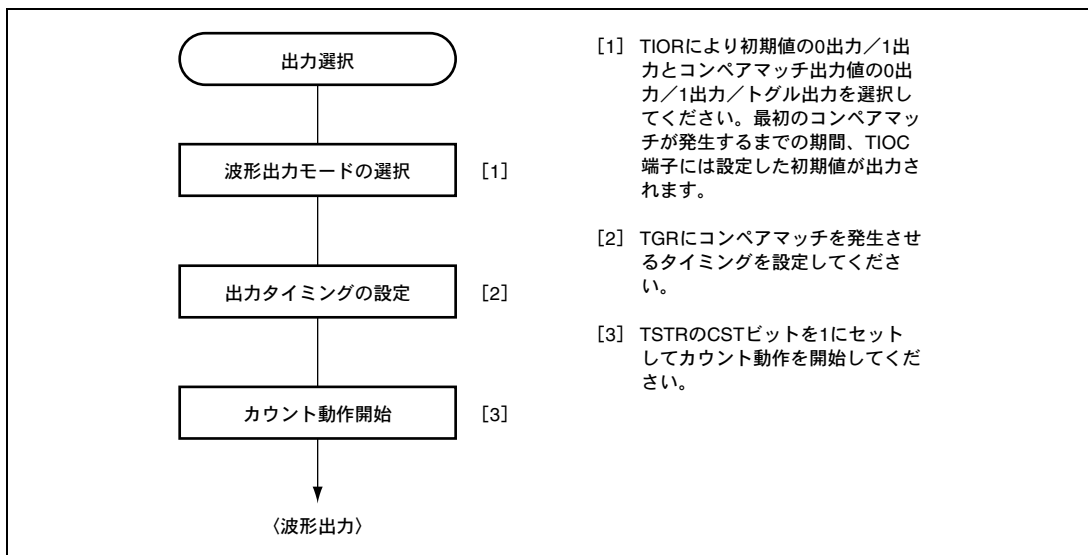 出力選択
波形出力モードの選択 [1]
出力タイミングの設定 [2]
カウント動作開始 [3]
〈波形出力〉
[1] TIORにより初期値の0出力／1出
力とコンペアマッチ出力値の0出
力／1出力／トグル出力を選択し
てください。最初のコンペアマッ
チが発生するまでの期間、TIOC
端子には設定した初期値が出力さ
れます。
[2] TGRにコンペアマッチを発生させ
るタイミングを設定してくださ
い。
[3] TSTRのCSTビットを1にセット
してカウント動作を開始してくだ
さい。